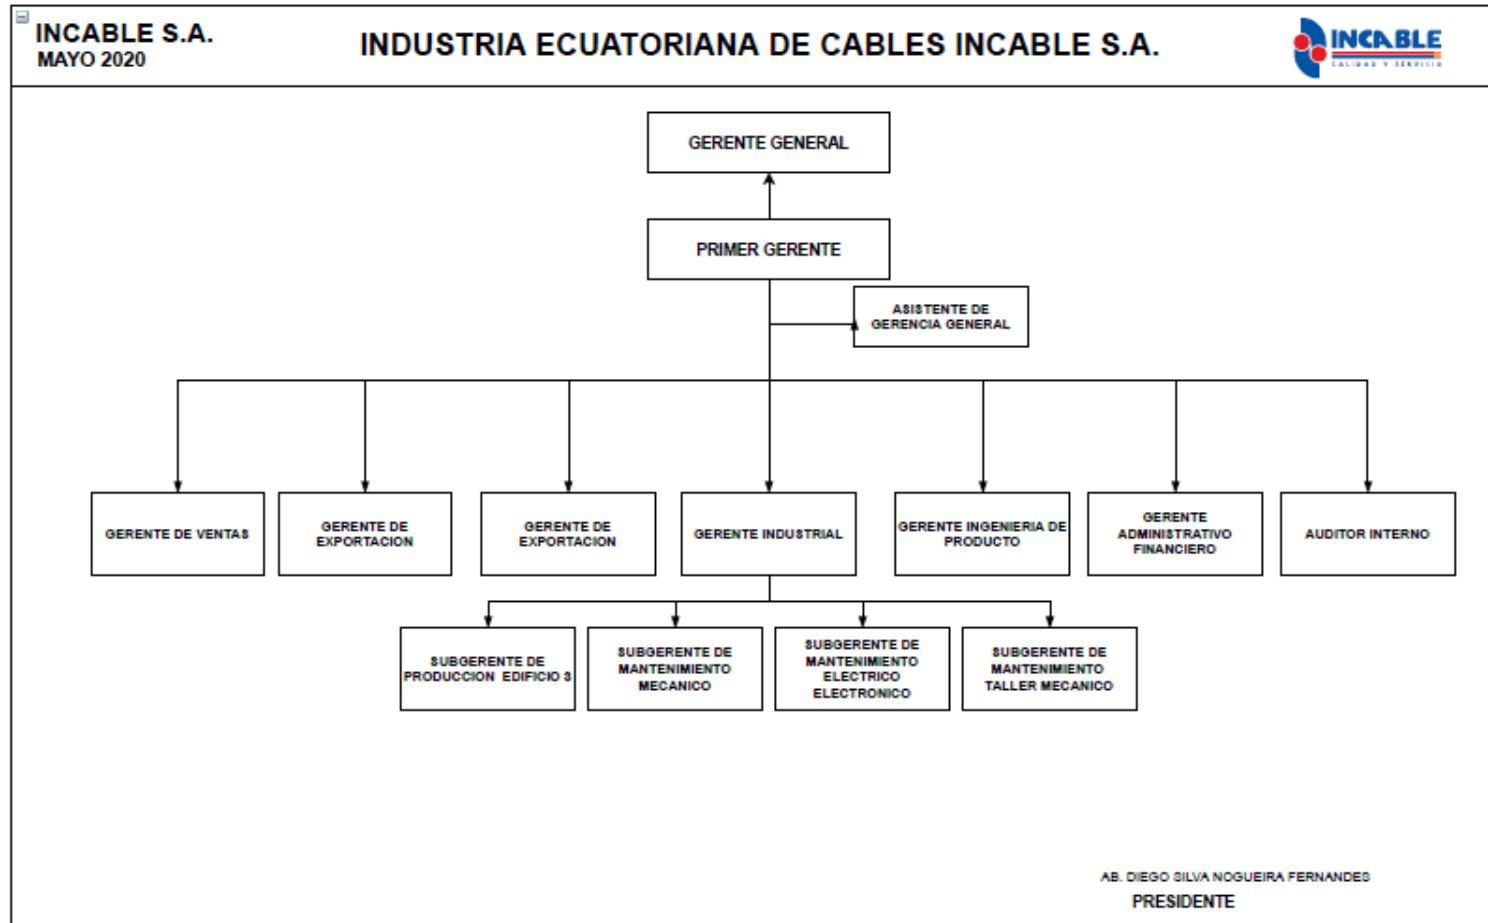 INCABLE S.A.
MAYO 2020
INDUSTRIA ECUATORIANA DE CABLES INCABLE S.A.
INCABLE
CALIDAD Y SERVICIO
GERENTE GENERAL
PRIMER GERENTE
ASISTENTE DE
GERENCIA GENERAL
GERENTE DE VENTAS
GERENTE DE
EXPORTACION
GERENTE DE
EXPORTACION
GERENTE INDUSTRIAL
GERENTE INGENIERIA DE
PRODUCTO
GERENTE
ADMINISTRATIVO
FINANCIERO
AUDITOR INTERNO
SUBGERENTE DE
PRODUCCION EDIFICIO S
SUBGERENTE DE
MANTENIMIENTO
MECANICO
SUBGERENTE DE
MANTENIMIENTO
ELECTRICO
ELECTRONICO
SUBGERENTE DE
MANTENIMIENTO
TALLER MECANICO
AB. DIEGO SILVA NOGUEIRA FERNANDES
PRESIDENTE